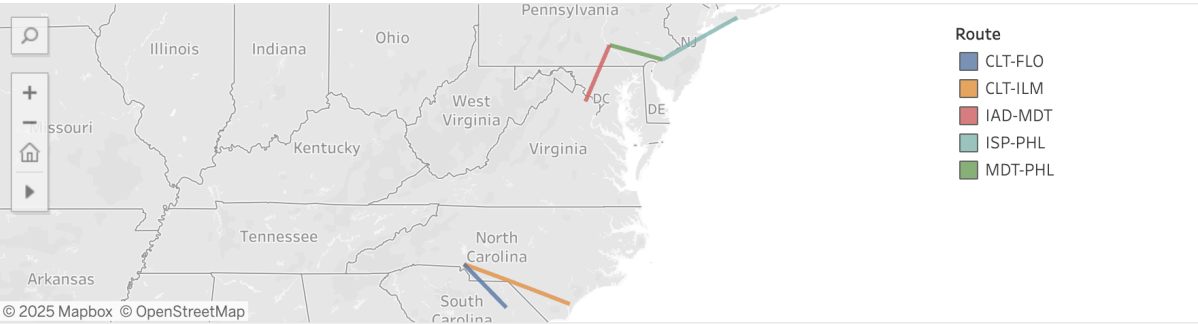 Pennsylvania
Ohio
Illinois
Indiana
NJ
West
Virginia
DC
DE
Missouri
Kentucky
Virginia
Tennessee
North
Carolina
Arkansas
South
Carolina
© 2025 Mapbox © OpenStreetMap
Route
CLT-FLO
CLT-ILM
IAD-MDT
ISP-PHL
MDT-PHL